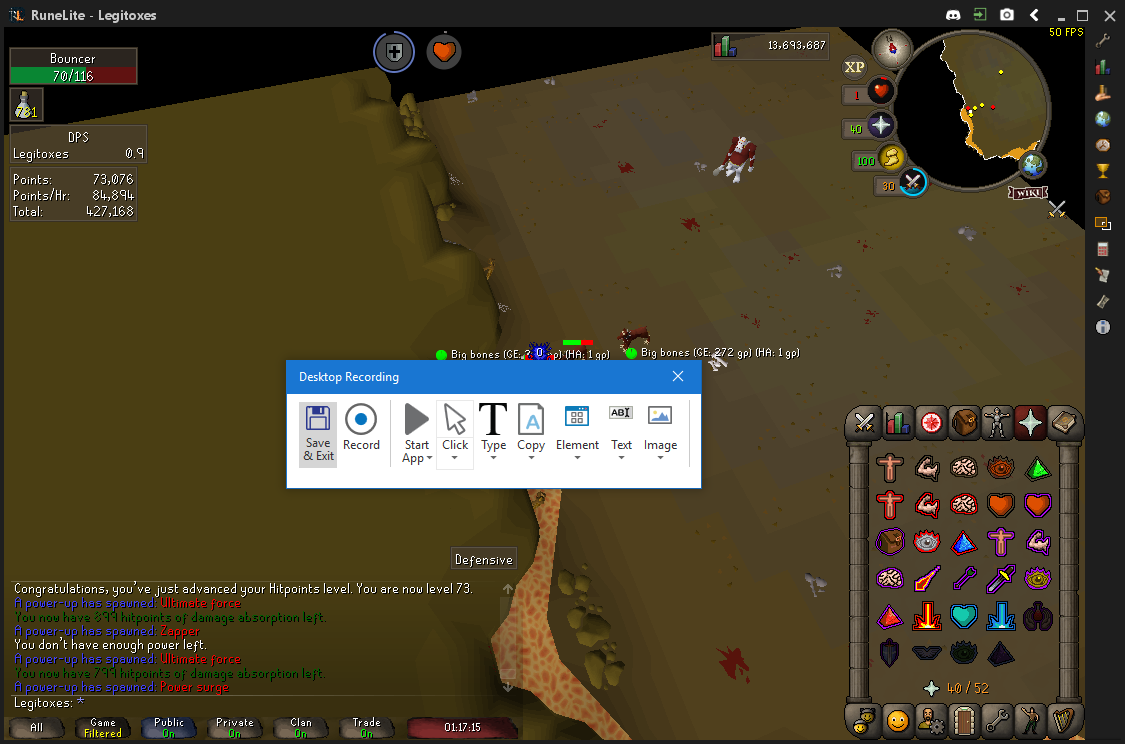 RuneLite - Legitoxes
50 FPS
Bouncer
70/116
731
DPS
Legitoxes 0.9
Points: 73,076
Points/Hr: 84,894
Total: 427,168
13,693,687
XP
1
40
100
30
WIKI
Big bones (GE: 0 gp) (HA: 1 gp)
Big bones (GE: 272 gp) (HA: 1 gp)
Desktop Recording
Save & Exit
Record
Start App
Click
Type
Copy
Element
Text
Image
ABI
Defensive
Congratulations, you've just advanced your Hitpoints level. You are now level 73.
A power-up has spawned: Ultimate force
You now have 899 hitpoints of damage absorption left.
A power-up has spawned: Zapper
You don't have enough power left.
A power-up has spawned: Ultimate force
You now have 799 hitpoints of damage absorption left.
A power-up has spawned: Power surge
Legitoxes: *
40 / 52
All
Game Filtered
Public On
Private On
Clan On
Trade On
01:17:15